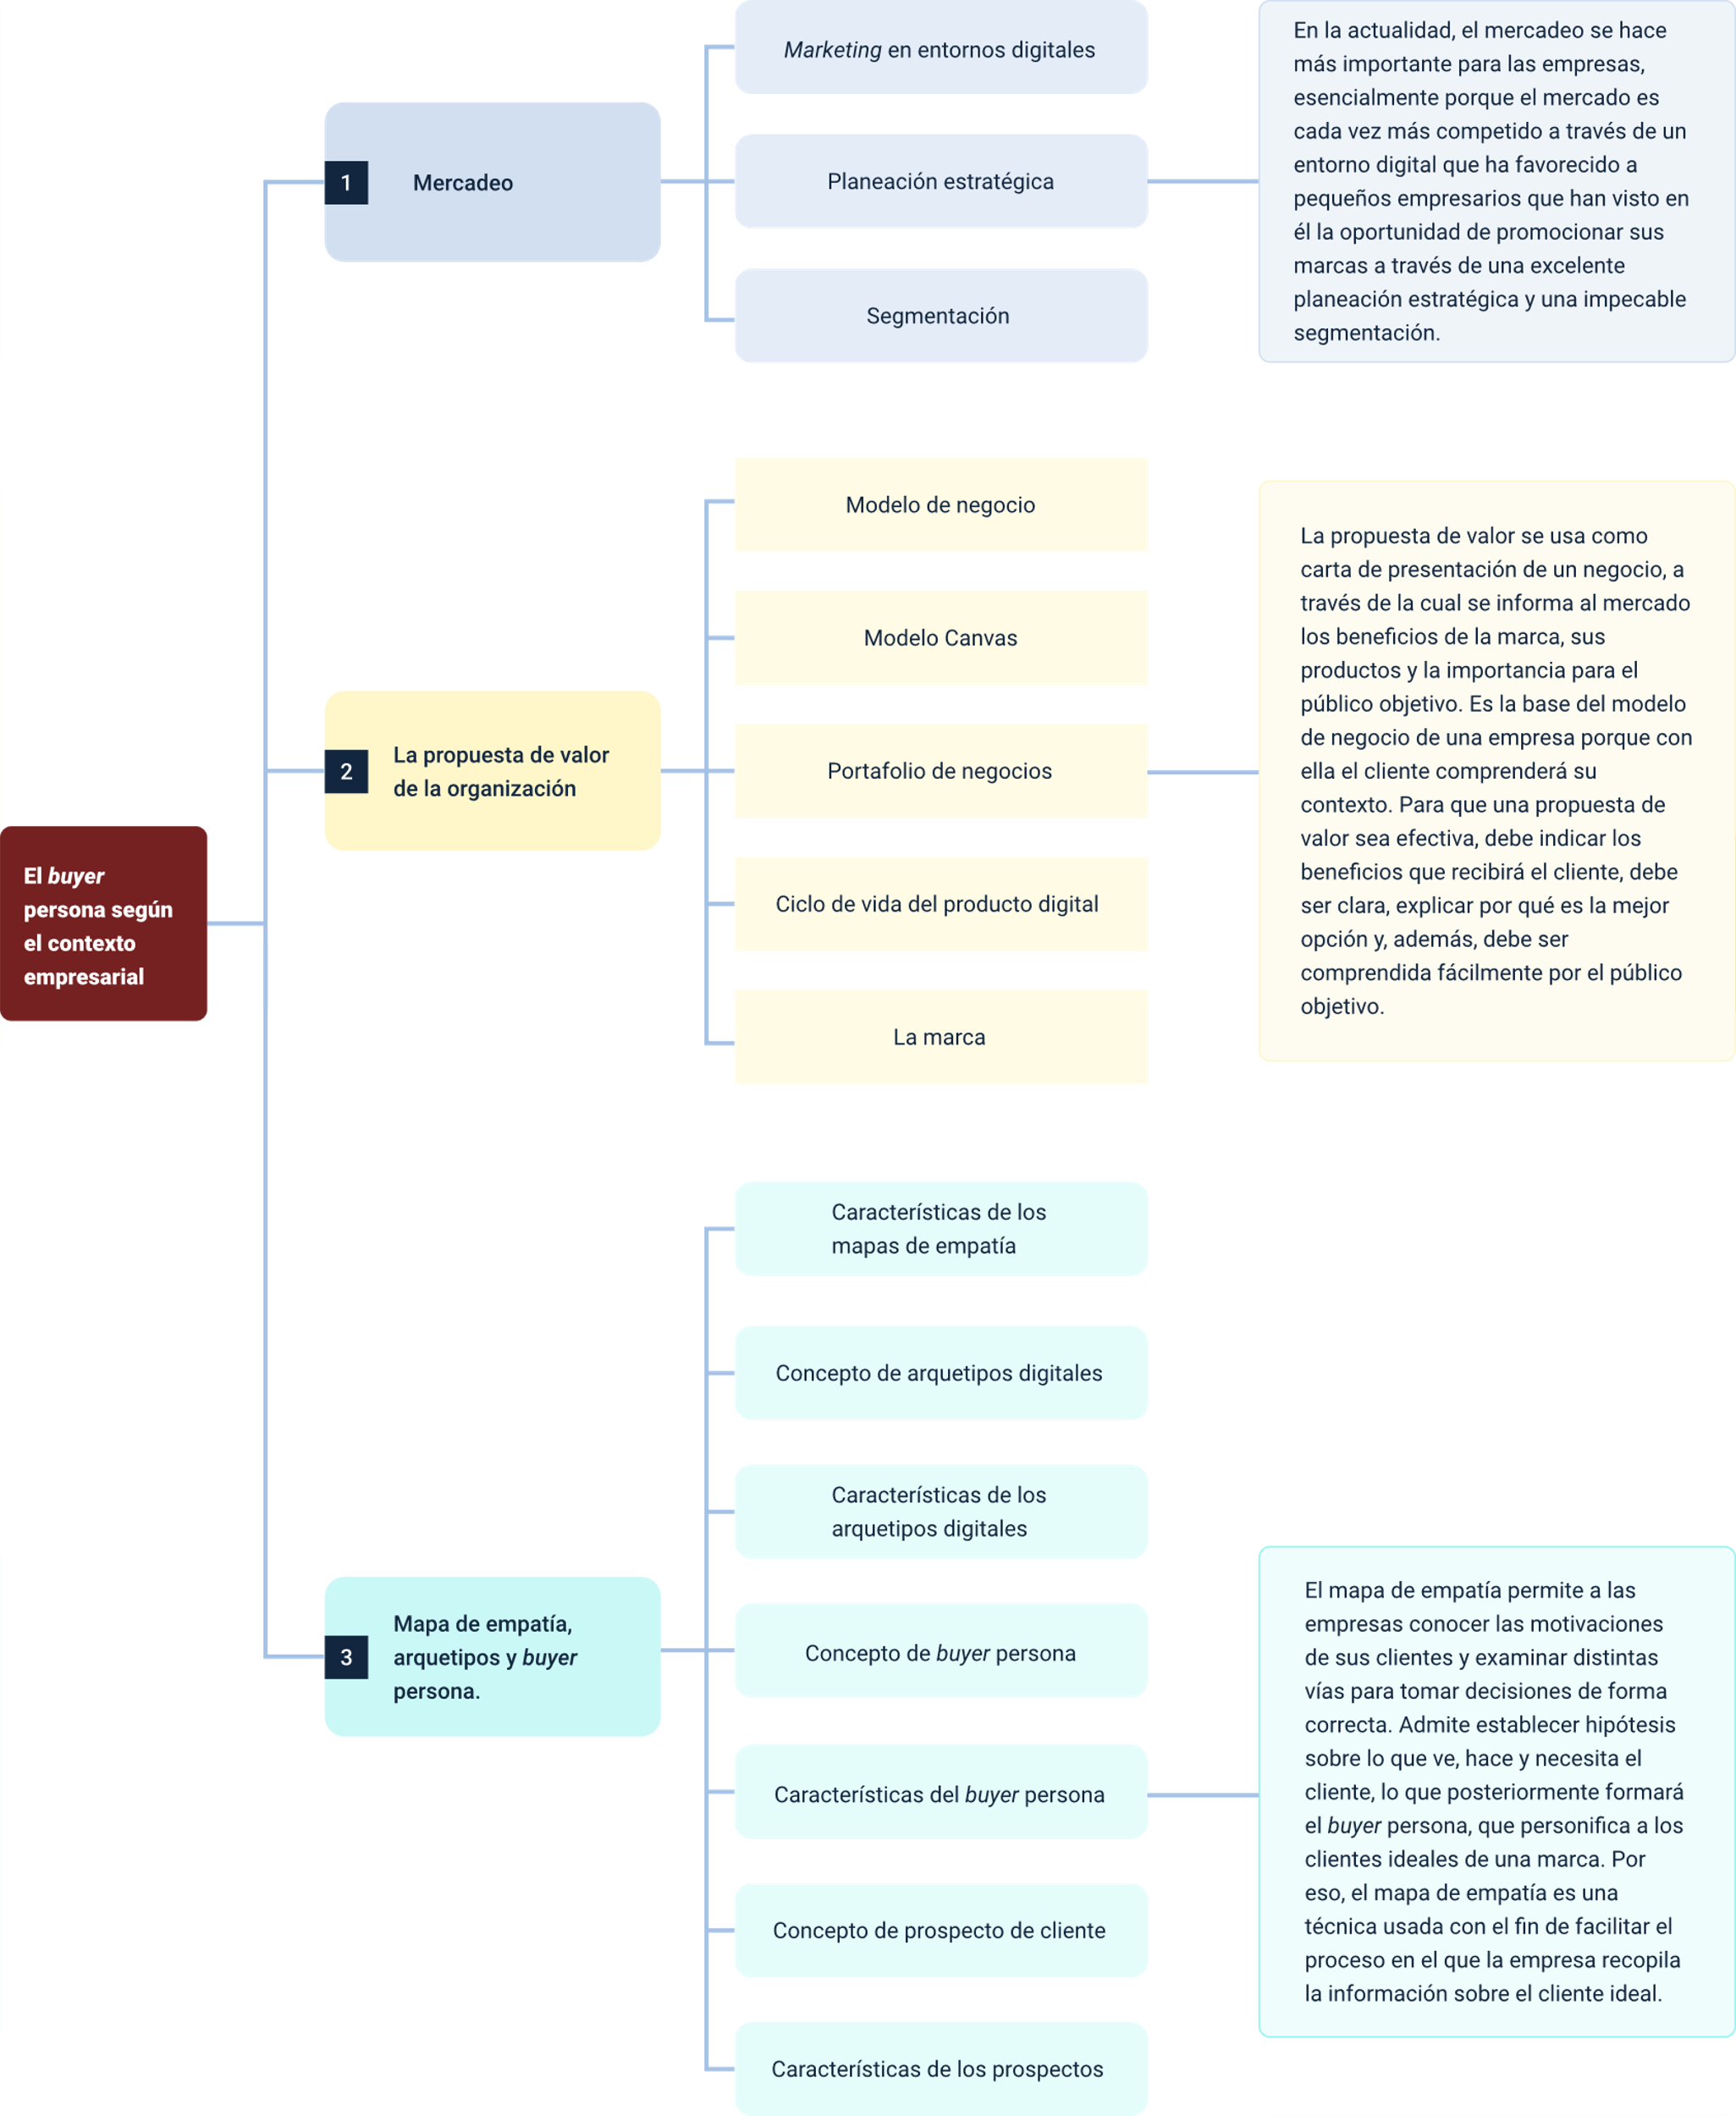 El buyer
persona según
el contexto
empresarial
1
Mercadeo
Marketing en entornos digitales
Planeación estratégica
Segmentación
En la actualidad, el mercadeo se hace
más importante para las empresas,
esencialmente porque el mercado es
cada vez más competido a través de un
entorno digital que ha favorecido a
pequeños empresarios que han visto en
él la oportunidad de promocionar sus
marcas a través de una excelente
planeación estratégica y una impecable
segmentación.
2
La propuesta de valor
de la organización
Modelo de negocio
Modelo Canvas
Portafolio de negocios
Ciclo de vida del producto digital
La marca
La propuesta de valor se usa como
carta de presentación de un negocio, a
través de la cual se informa al mercado
los beneficios de la marca, sus
productos y la importancia para el
público objetivo. Es la base del modelo
de negocio de una empresa porque con
ella el cliente comprenderá su
contexto. Para que una propuesta de
valor sea efectiva, debe indicar los
beneficios que recibirá el cliente, debe
ser clara, explicar por qué es la mejor
opción y, además, debe ser
comprendida fácilmente por el público
objetivo.
3
Mapa de empatía,
arquetipos y buyer
persona.
Características de los
mapas de empatía
Concepto de arquetipos digitales
Características de los
arquetipos digitales
Concepto de buyer persona
Características del buyer persona
Concepto de prospecto de cliente
Características de los prospectos
El mapa de empatía permite a las
empresas conocer las motivaciones
de sus clientes y examinar distintas
vías para tomar decisiones de forma
correcta. Admite establecer hipótesis
sobre lo que ve, hace y necesita el
cliente, lo que posteriormente formará
el buyer persona, que personifica a los
clientes ideales de una marca. Por
eso, el mapa de empatía es una
técnica usada con el fin de facilitar el
proceso en el que la empresa recopila
la información sobre el cliente ideal.